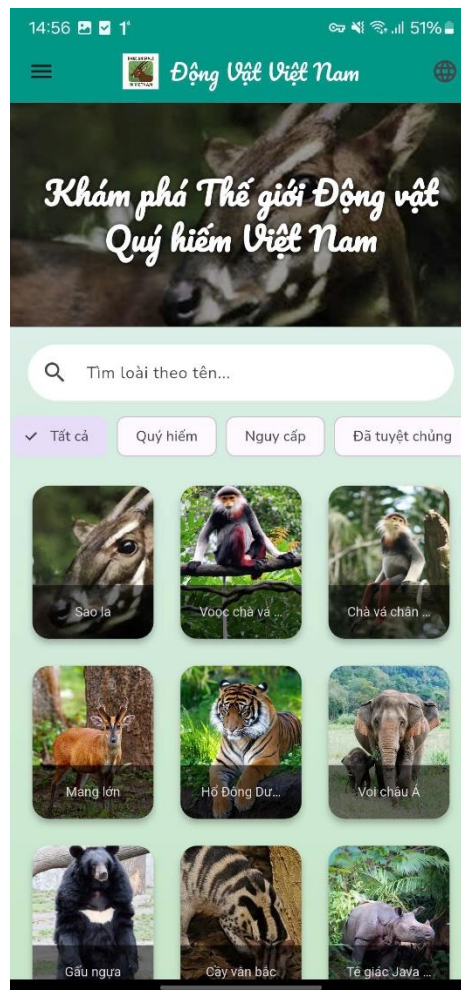 14:56
51%
Động Vật Việt Nam
Khám phá Thế giới Động vật
Quý hiếm Việt Nam
Tìm loài theo tên...
Tất cả
Quý hiếm
Nguy cấp
Đã tuyệt chủng
Sao la
Voọc chà vá ...
Chà vá chân ...
Mang lớn
Hổ Đông Dư...
Voi châu Á
Gấu ngựa
Cầy vằn bắc
Tê giác Java ...